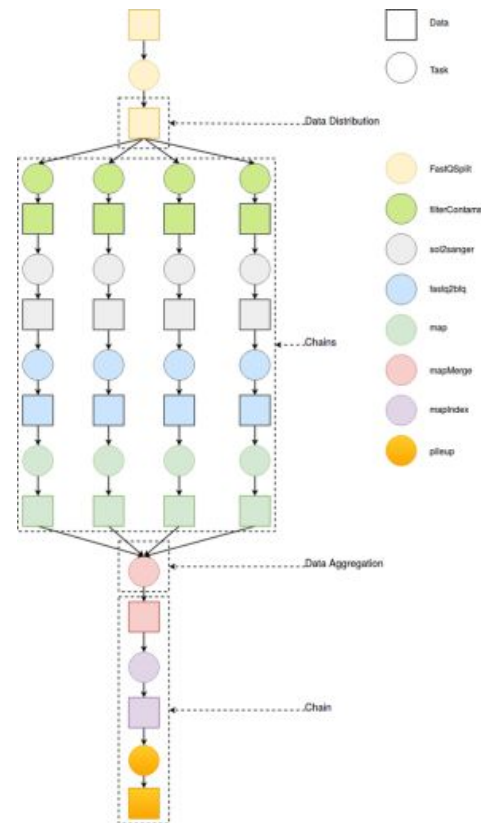 Data
Task
Data Distribution
FastQSplit
filterContams
sol2sanger
fastq2bfq
Chains
map
mapMerge
mapIndex
pileup
Data Aggregation
Chain